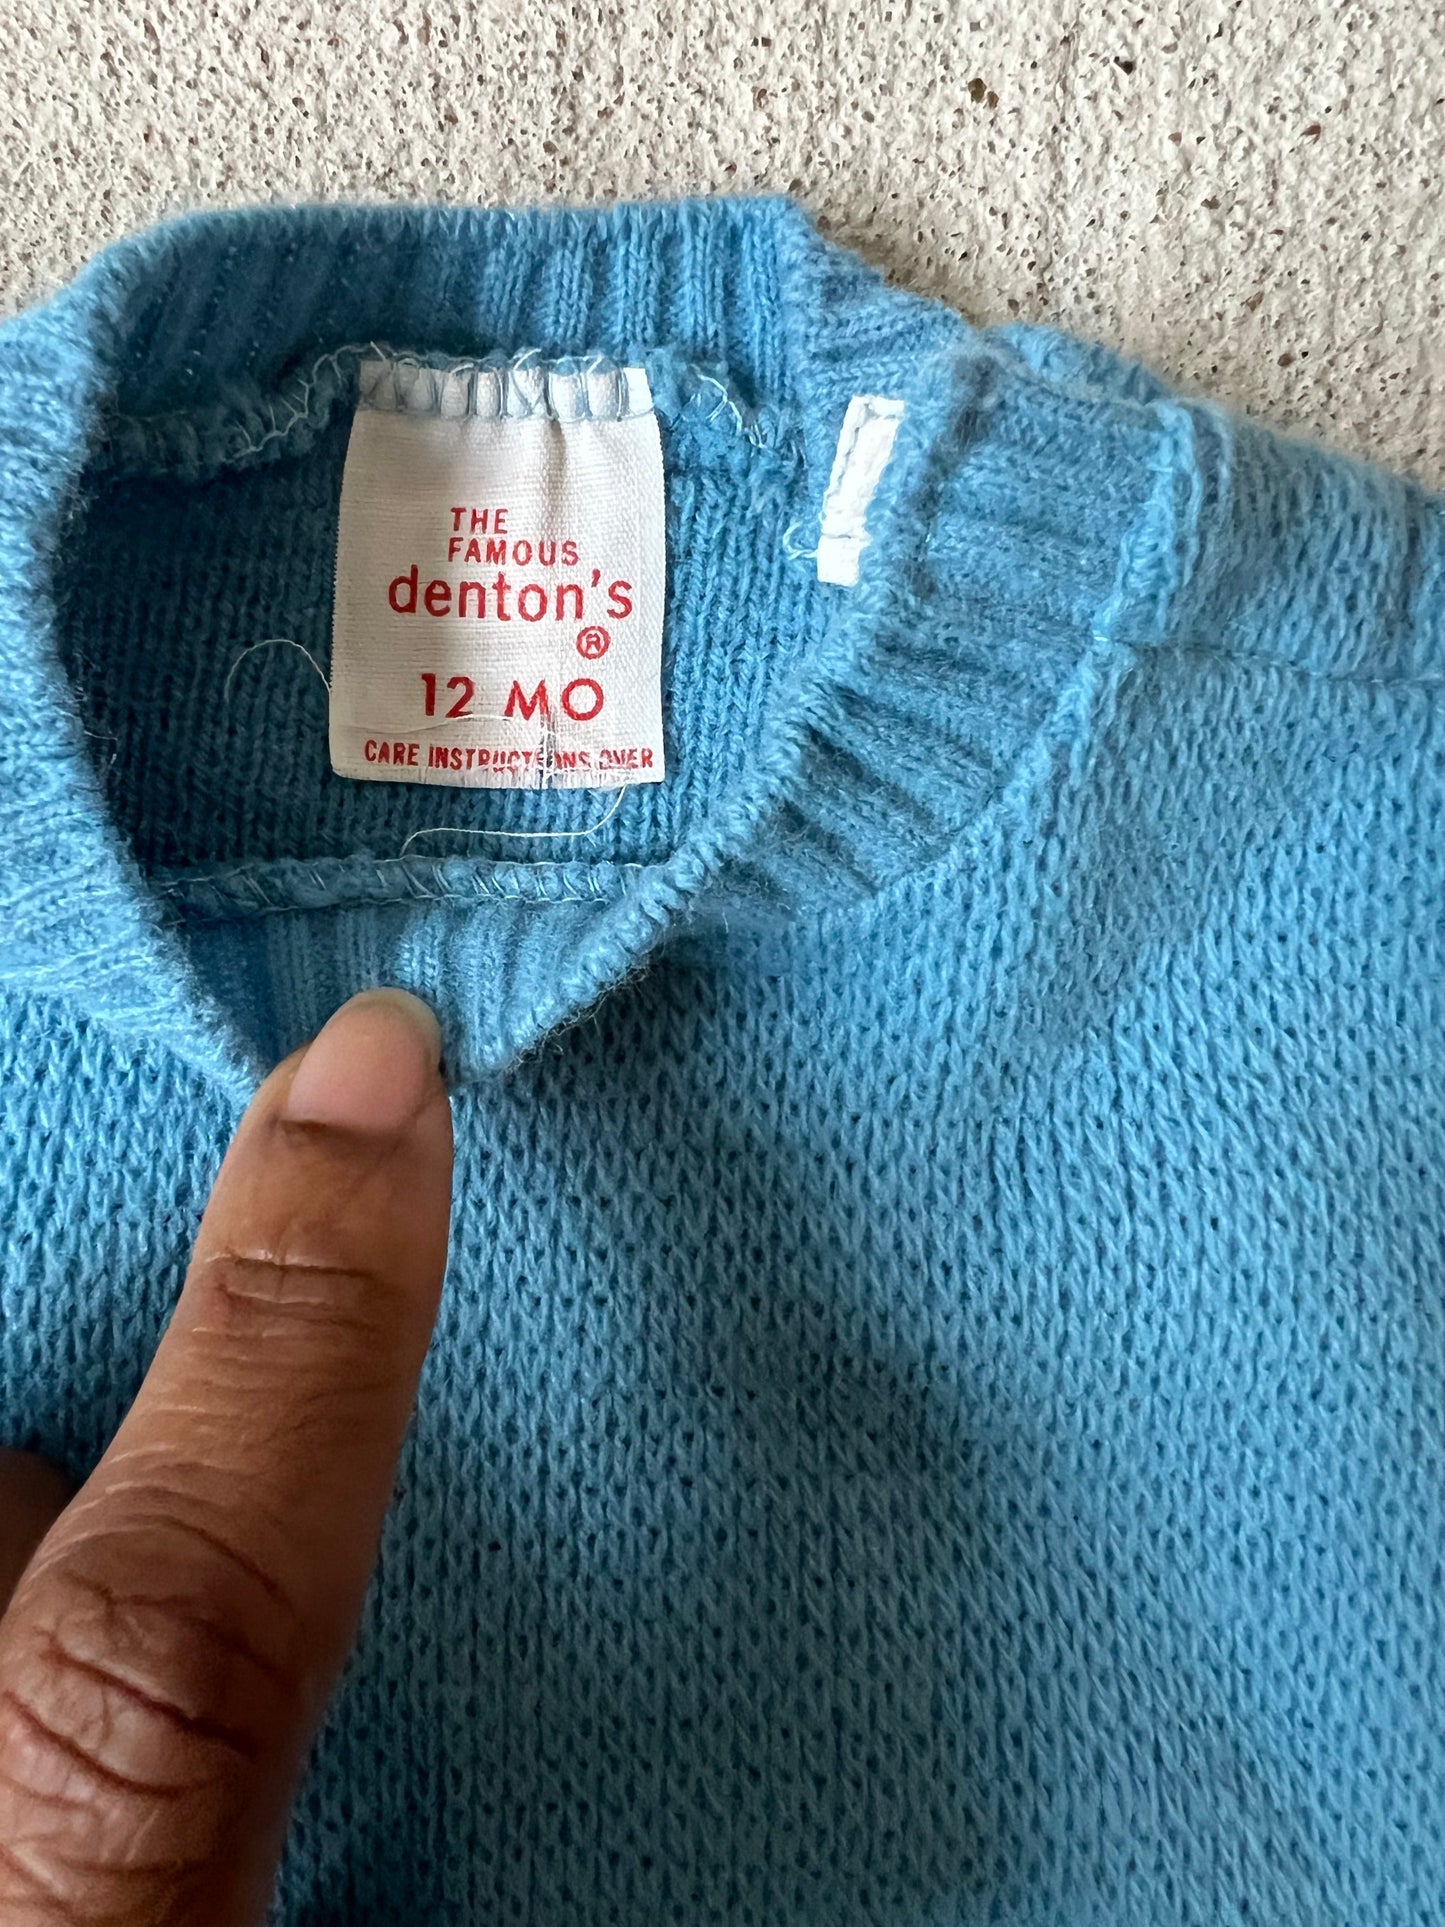 THE
FAMOUS
denton's
®
12 MO
CARE INSTRUCTIONS OVER